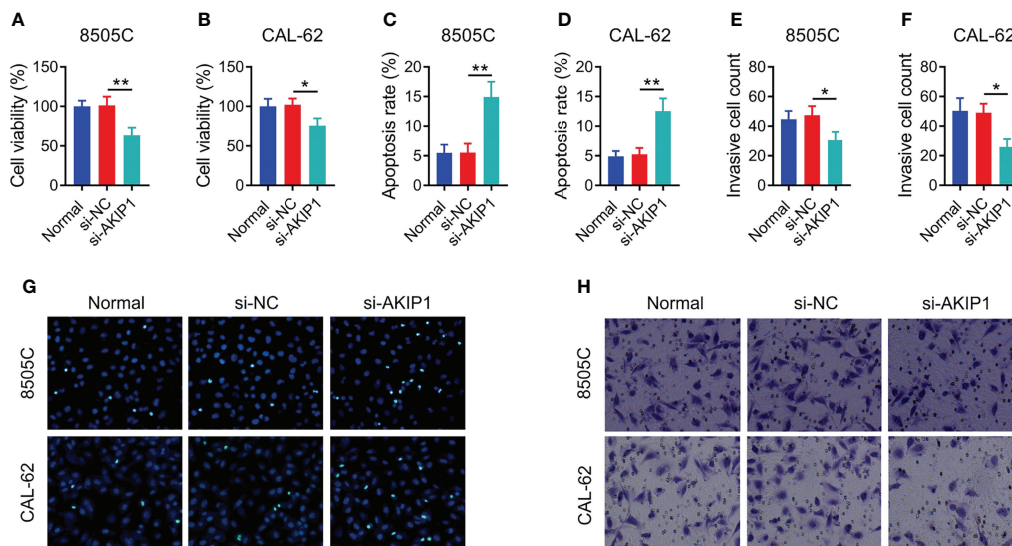 A
8505C
Cell viability (%)
150
100
50
0
**
Normal
si-NC
si-AKIP1
B
CAL-62
Cell viability (%)
150
100
50
0
*
Normal
si-NC
si-AKIP1
C
8505C
Apoptosis rate (%)
20
15
10
5
0
**
Normal
si-NC
si-AKIP1
D
CAL-62
Apoptosis rate (%)
20
15
10
5
0
**
Normal
si-NC
si-AKIP1
E
8505C
Invasive cell count
80
60
40
20
0
*
Normal
si-NC
si-AKIP1
F
CAL-62
Invasive cell count
80
60
40
20
0
*
Normal
si-NC
si-AKIP1
G
Normal si-NC si-AKIP1
8505C
CAL-62
H
Normal si-NC si-AKIP1
8505C
CAL-62